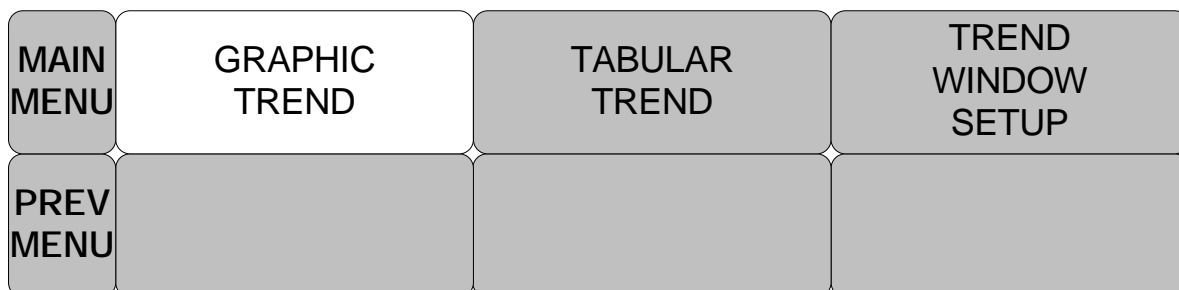 MAIN
MENU
GRAPHIC
TREND
TABULAR
TREND
TREND
WINDOW
SETUP
PREV
MENU